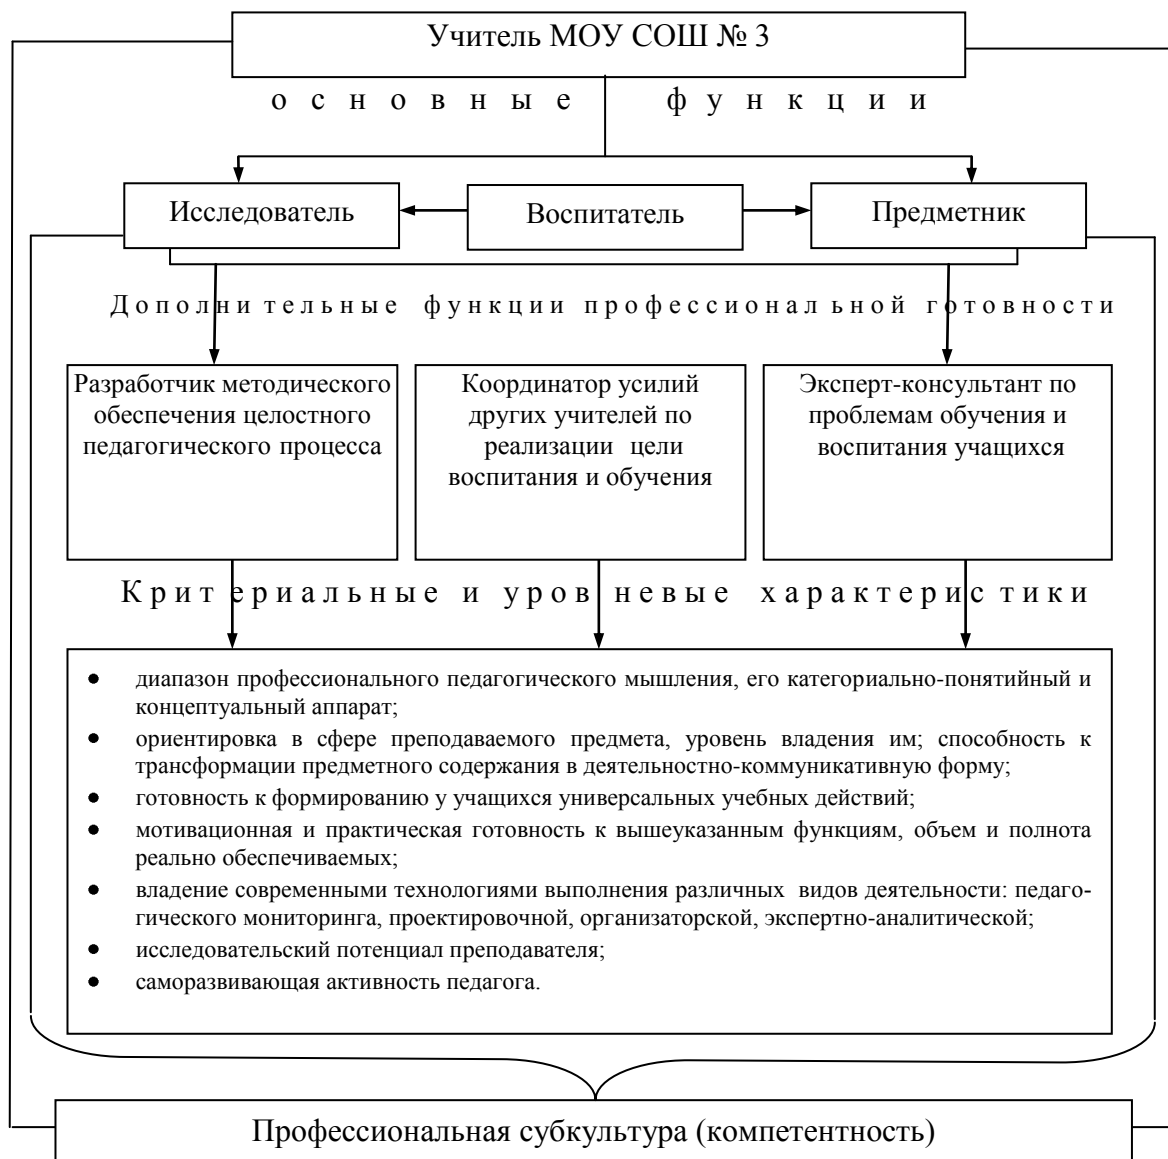 Учитель МОУ СОШ № 3
основные функции
Исследователь
Воспитатель
Предметник
Дополнительные функции профессиональной готовности
Разработчик методического
обеспечения целостного
педагогического процесса
Координатор усилий
других учителей по
реализации цели
воспитания и обучения
Эксперт-консультант по
проблемам обучения и
воспитания учащихся
Критериальные и уровневые характеристики
● диапазон профессионального педагогического мышления, его категориально-понятийный и
концептуальный аппарат;
● ориентировка в сфере преподаваемого предмета, уровень владения им; способность к
трансформации предметного содержания в деятельностно-коммуникативную форму;
● готовность к формированию у учащихся универсальных учебных действий;
● мотивационная и практическая готовность к вышеуказанным функциям, объем и полнота
реально обеспечиваемых;
● владение современными технологиями выполнения различных видов деятельности: педаго-
гического мониторинга, проектировочной, организаторской, экспертно-аналитической;
● исследовательский потенциал преподавателя;
● саморазвивающая активность педагога.
Профессиональная субкультура (компетентность)